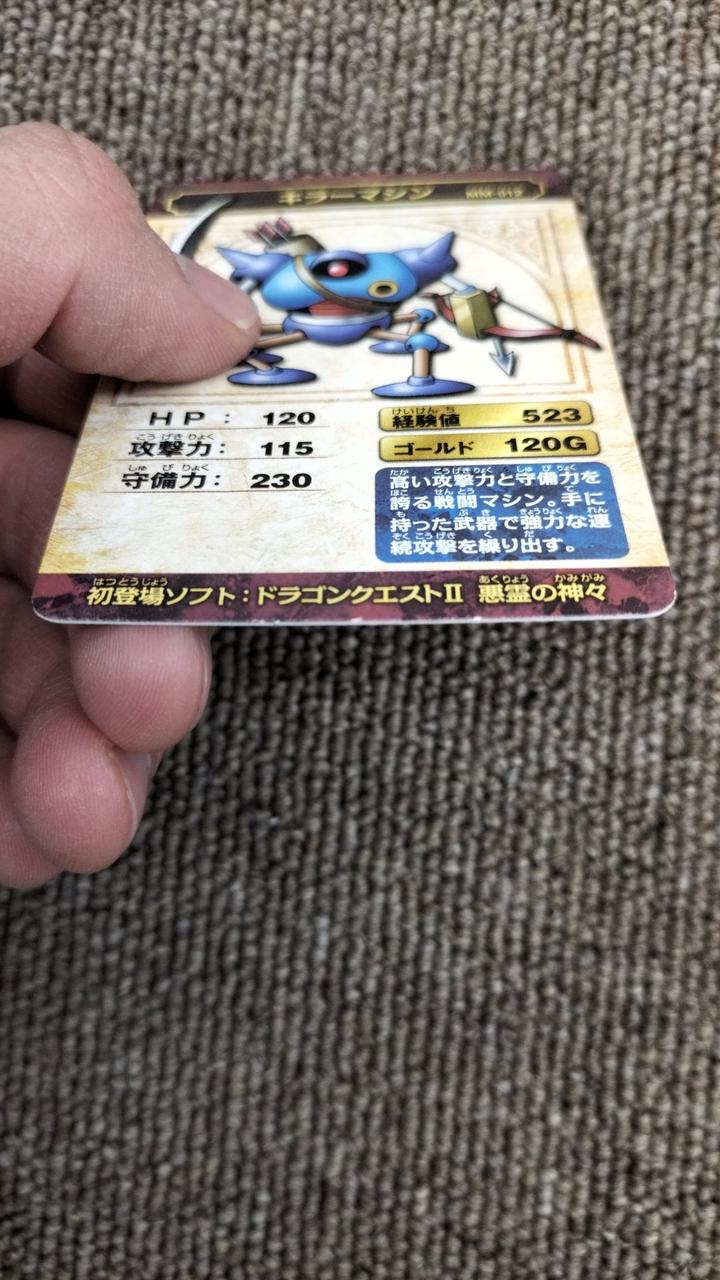 キラーマシン
HP： 120
攻撃力： 115
守備力： 230
経験値 523
ゴールド 120G
高い攻撃力と守備力を
誇る戦闘マシン。手に
持った武器で強力な連
続攻撃を繰り出す。
初登場ソフト：ドラゴンクエストⅡ 悪霊の神々